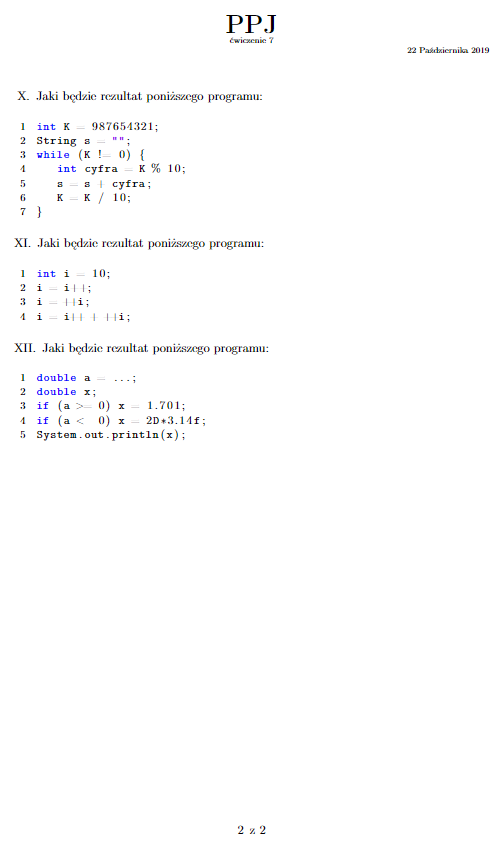 PPJ
ćwiczenie 7
22 Października 2019
X. Jaki będzie rezultat poniższego programu:
1 int K = 987654321;
2 String s = "";
3 while (K != 0) {
4 int cyfra = K % 10;
5 s = s + cyfra;
6 K = K / 10;
7 }
XI. Jaki będzie rezultat poniższego programu:
1 int i = 10;
2 i = i++;
3 i = ++i;
4 i = i++ + ++i;
XII. Jaki będzie rezultat poniższego programu:
1 double a = ...;
2 double x;
3 if (a >= 0) x = 1.701;
4 if (a < 0) x = 2D*3.14f;
5 System.out.println(x);
2 z 2